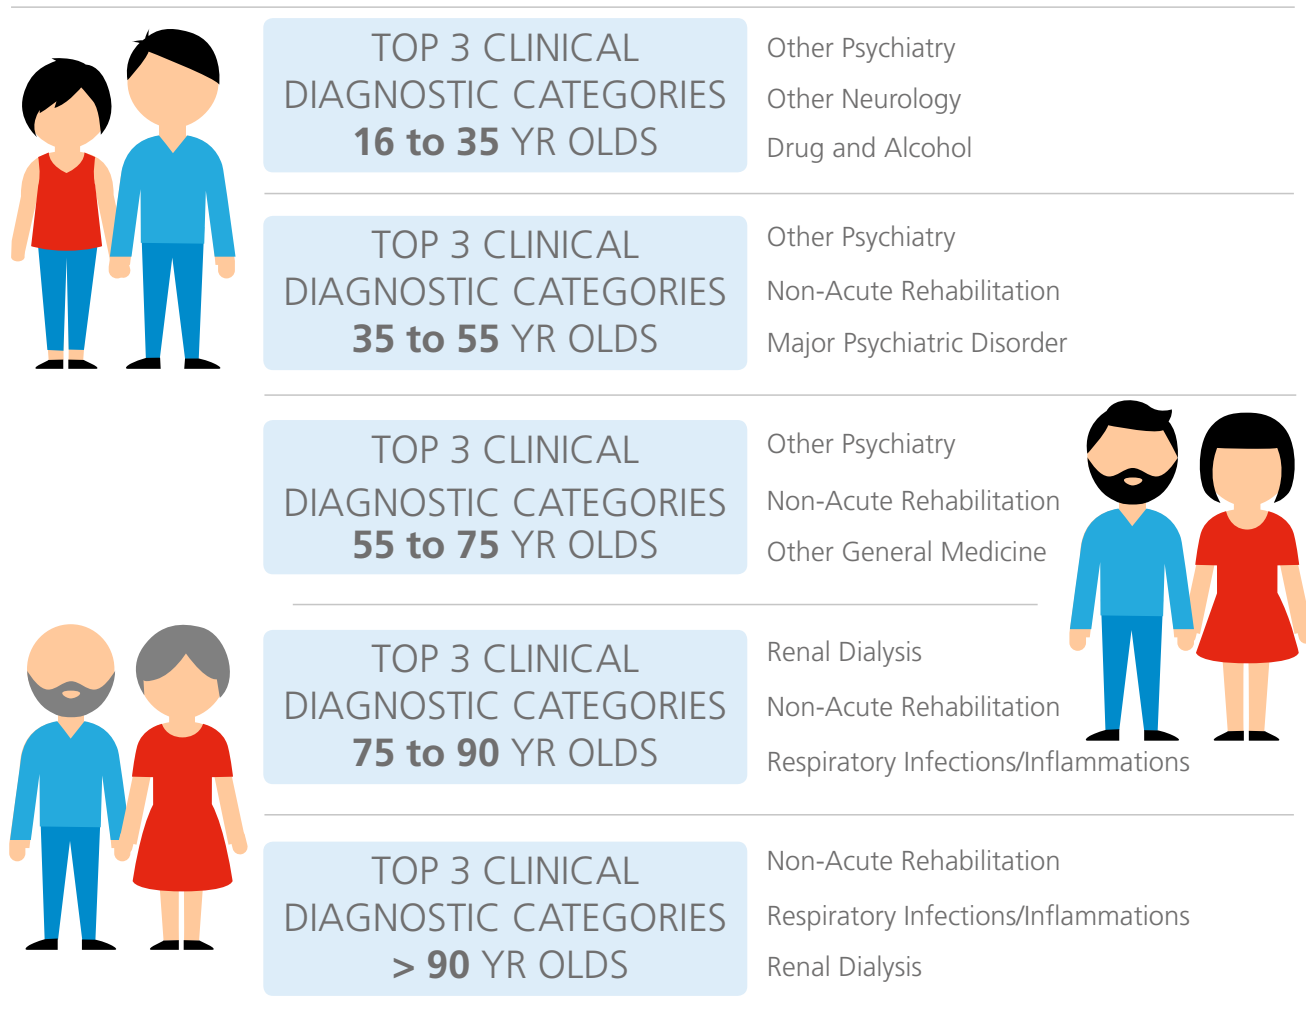 TOP 3 CLINICAL
DIAGNOSTIC CATEGORIES
16 to 35 YR OLDS
Other Psychiatry
Other Neurology
Drug and Alcohol
TOP 3 CLINICAL
DIAGNOSTIC CATEGORIES
35 to 55 YR OLDS
Other Psychiatry
Non-Acute Rehabilitation
Major Psychiatric Disorder
TOP 3 CLINICAL
DIAGNOSTIC CATEGORIES
55 to 75 YR OLDS
Other Psychiatry
Non-Acute Rehabilitation
Other General Medicine
TOP 3 CLINICAL
DIAGNOSTIC CATEGORIES
75 to 90 YR OLDS
Renal Dialysis
Non-Acute Rehabilitation
Respiratory Infections/Inflammations
TOP 3 CLINICAL
DIAGNOSTIC CATEGORIES
> 90 YR OLDS
Non-Acute Rehabilitation
Respiratory Infections/Inflammations
Renal Dialysis